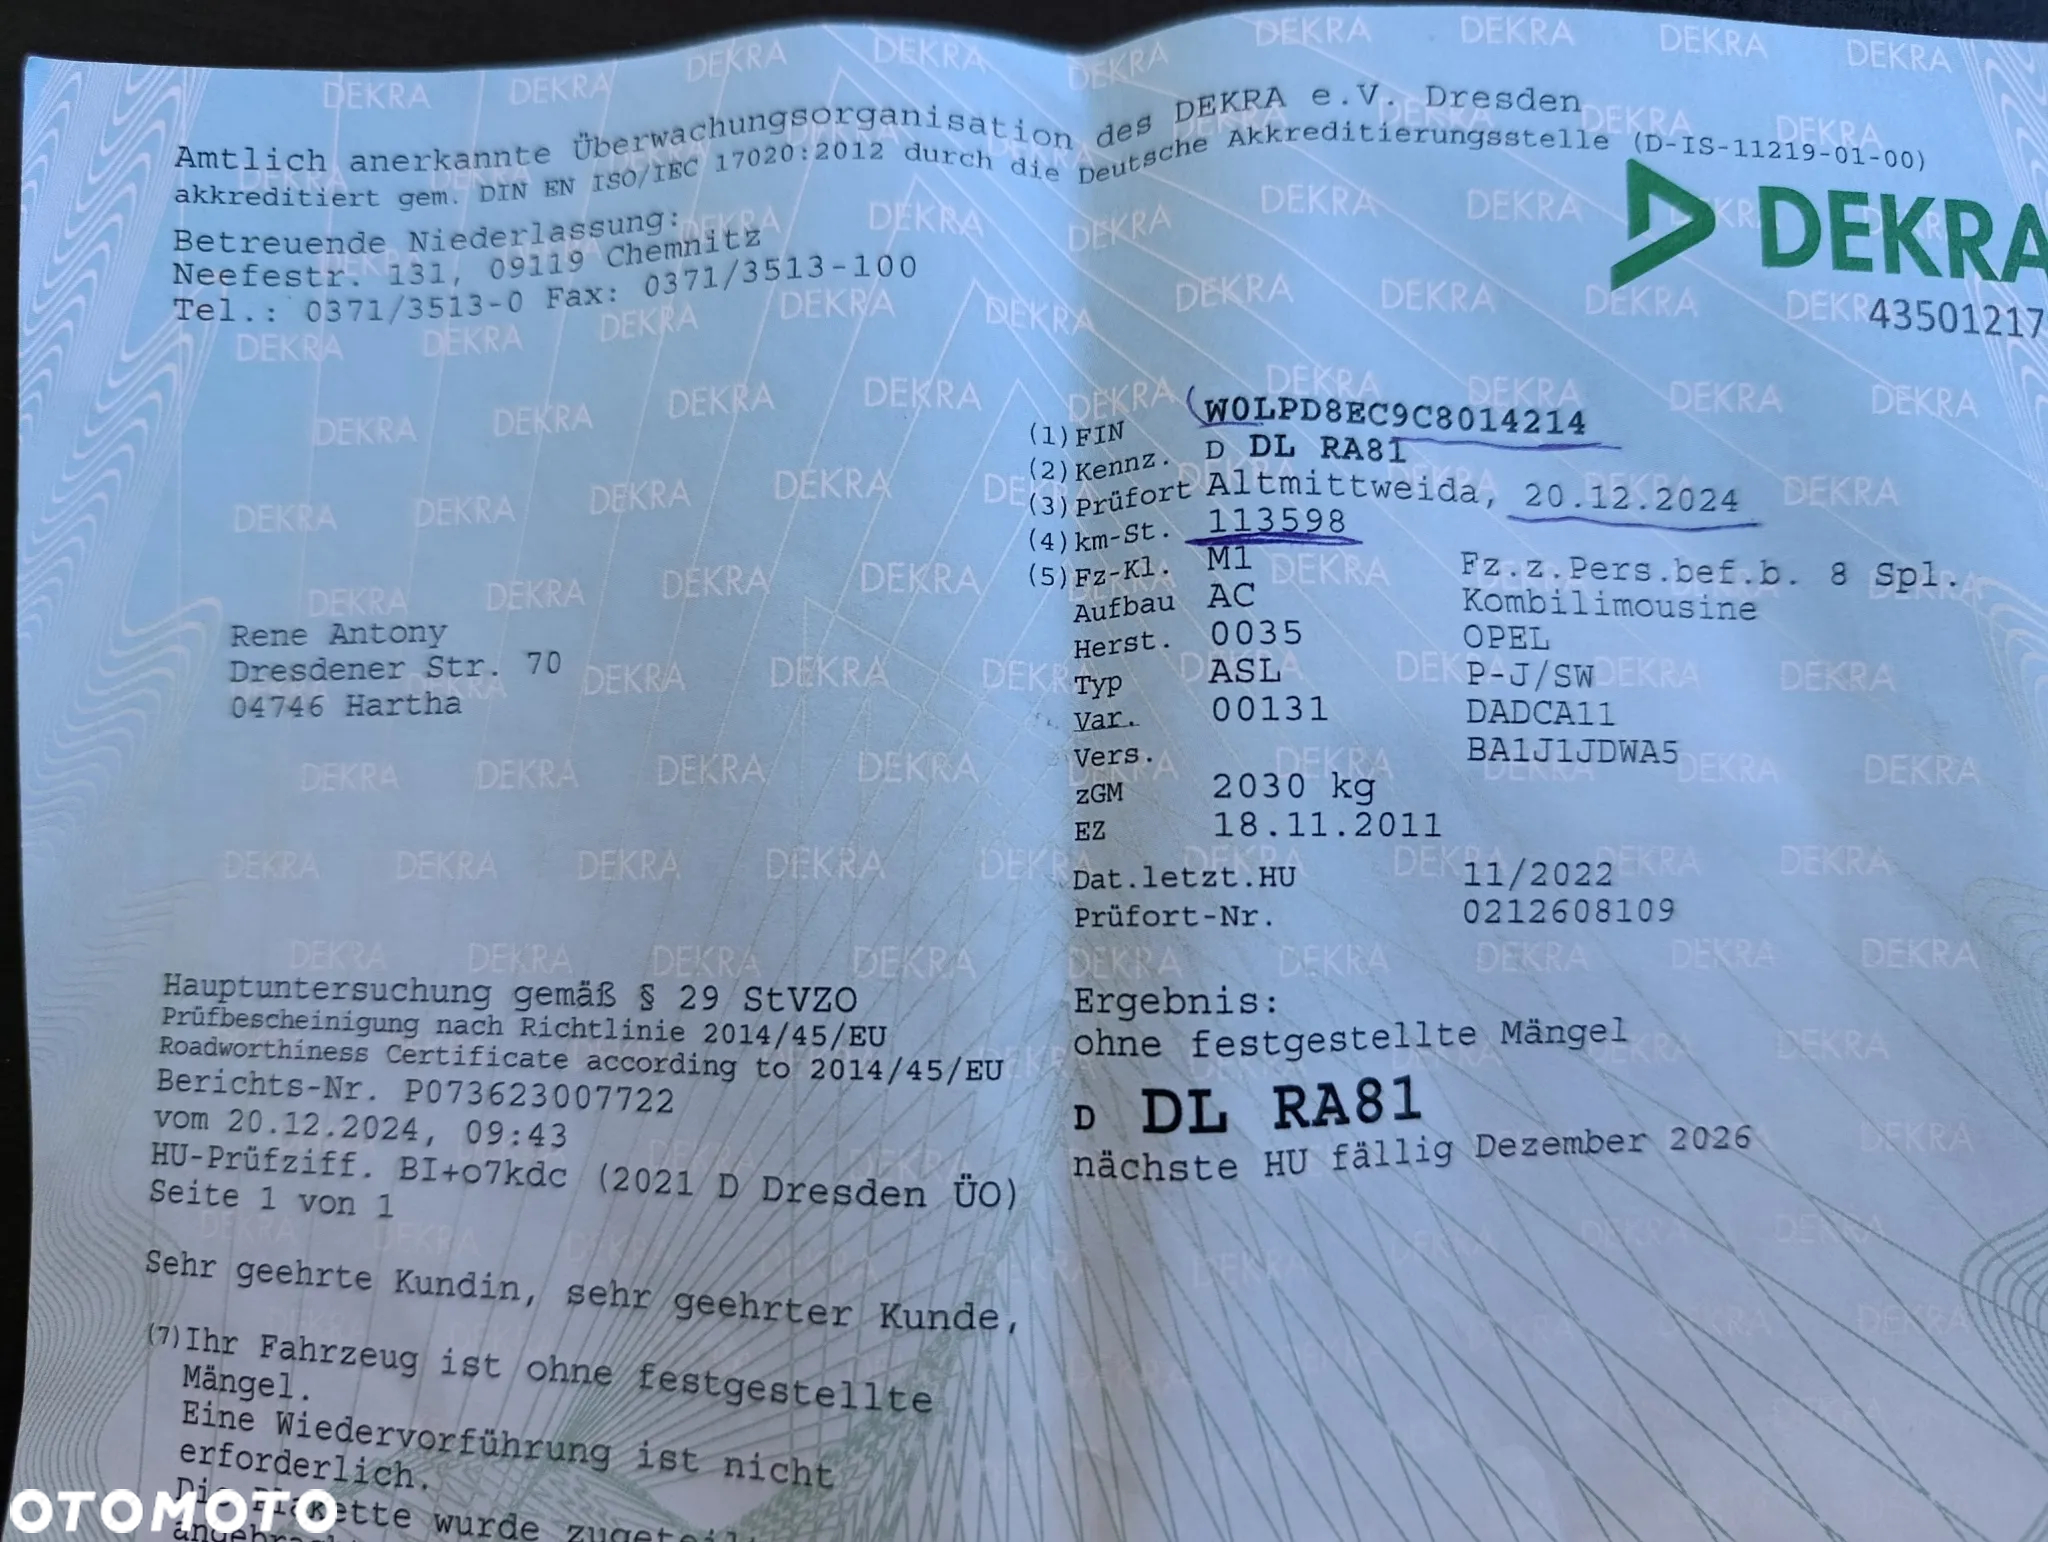 Amtlich anerkannte Überwachungsorganisation des DEKRA e.V. Dresden
akkreditiert gem. DIN EN ISO/IEC 17020:2012 durch die Deutsche Akkreditierungsstelle (D-IS-11219-01-00)
Betreuende Niederlassung:
Neefestr. 131, 09119 Chemnitz
Tel.: 0371/3513-0 Fax: 0371/3513-100
DEKRA
43501217
Rene Antony
Dresdener Str. 70
04746 Hartha
(1) FIN W0LPD8EC9C8014214
(2) Kennz. D DL RA81
(3) Prüfort Altmittweida, 20.12.2024
(4) km-St. 113598
(5) Fz-Kl. M1 Fz.z.Pers.bef.b. 8 Spl.
Aufbau AC Kombilimousine
Herst. 0035 OPEL
Typ ASL P-J/SW
Var. 00131 DADCA11
Vers. BA1J1JDWA5
zGM 2030 kg
EZ 18.11.2011
Dat.letzt.HU 11/2022
Prüfort-Nr. 0212608109
Hauptuntersuchung gemäß § 29 StVZO
Prüfbescheinigung nach Richtlinie 2014/45/EU
Roadworthiness Certificate according to 2014/45/EU
Berichts-Nr. P073623007722
vom 20.12.2024, 09:43
HU-Prüfziff. BI+o7kdc (2021 D Dresden ÜO)
Seite 1 von 1
Ergebnis:
ohne festgestellte Mängel
D DL RA81
nächste HU fällig Dezember 2026
Sehr geehrte Kundin, sehr geehrter Kunde,
(7) Ihr Fahrzeug ist ohne festgestellte
Mängel.
Eine Wiedervorführung ist nicht
erforderlich.
Die Plakette wurde
OTOMOTO